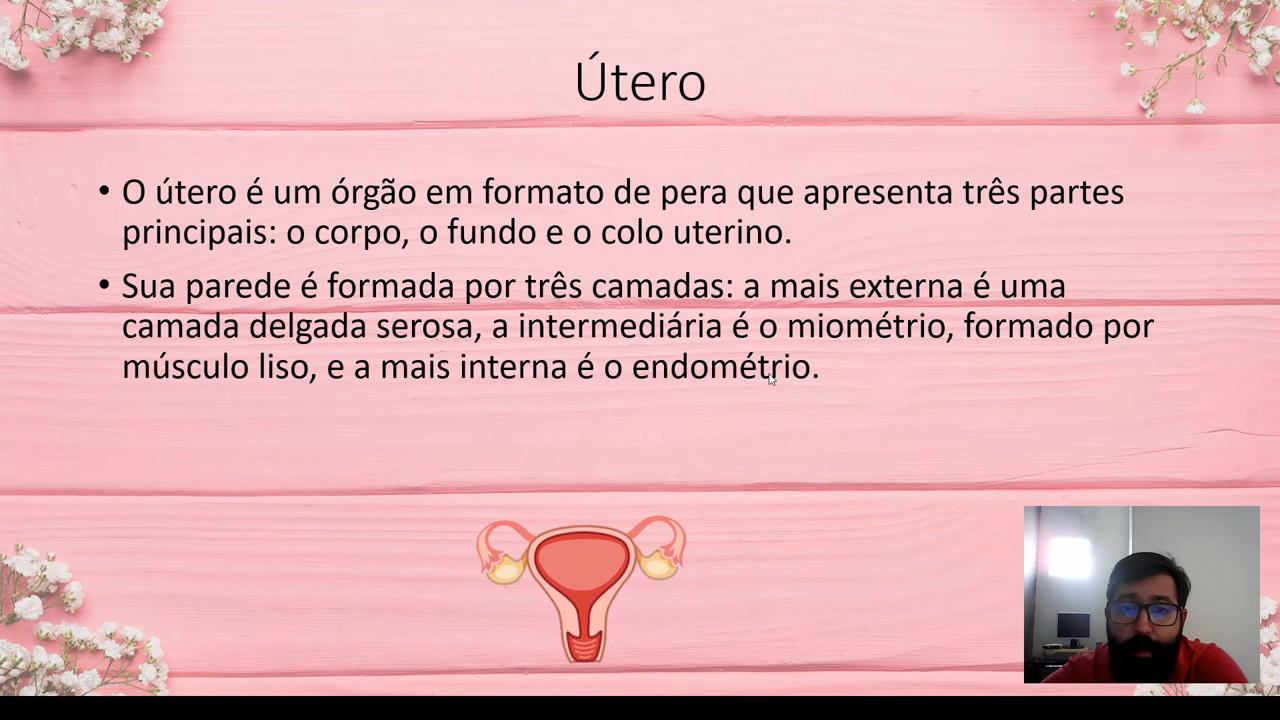 Útero
• O útero é um órgão em formato de pera que apresenta três partes
principais: o corpo, o fundo e o colo uterino.
• Sua parede é formada por três camadas: a mais externa é uma
camada delgada serosa, a intermediária é o miométrio, formado por
músculo liso, e a mais interna é o endométrio.